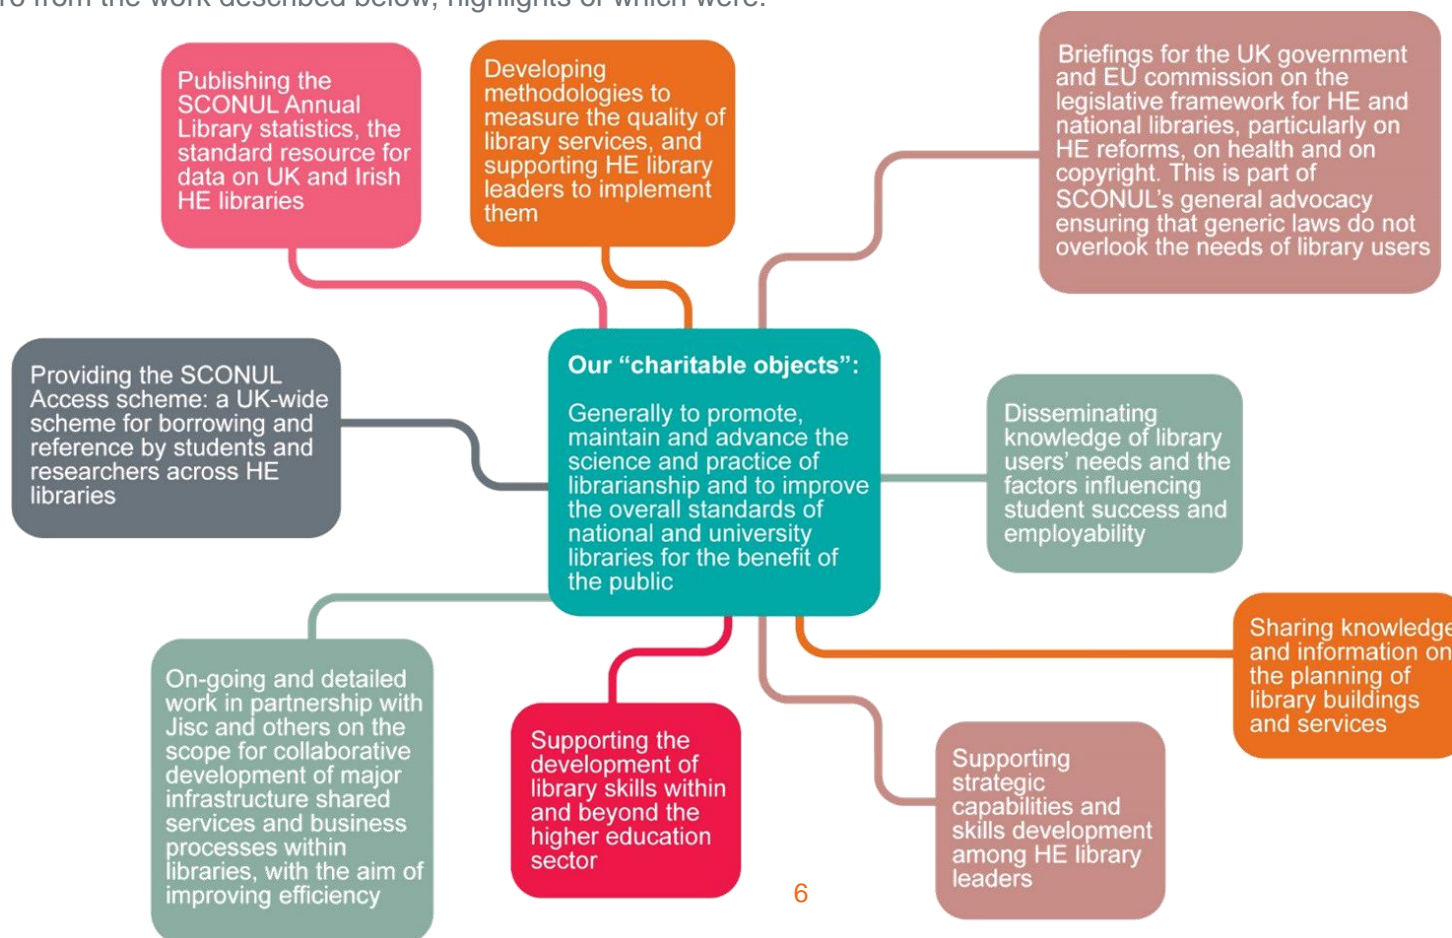 ro from the work described below, highlights of which were:
Publishing the
SCONUL Annual
Library statistics, the
standard resource for
data on UK and Irish
HE libraries
Developing
methodologies to
measure the quality of
library services, and
supporting HE library
leaders to implement
them
Briefings for the UK government
and EU commission on the
legislative framework for HE and
national libraries, particularly on
HE reforms, on health and on
copyright. This is part of
SCONUL’s general advocacy
ensuring that generic laws do not
overlook the needs of library users
Providing the SCONUL
Access scheme: a UK-wide
scheme for borrowing and
reference by students and
researchers across HE
libraries
Our “charitable objects”:
Generally to promote,
maintain and advance the
science and practice of
librarianship and to improve
the overall standards of
national and university
libraries for the benefit of
the public
Disseminating
knowledge of library
users’ needs and the
factors influencing
student success and
employability
Sharing knowledge
and information on
the planning of
library buildings
and services
On-going and detailed
work in partnership with
Jisc and others on the
scope for collaborative
development of major
infrastructure shared
services and business
processes within
libraries, with the aim of
improving efficiency
Supporting the
development of
library skills within
and beyond the
higher education
sector
Supporting
strategic
capabilities and
skills development
among HE library
leaders
6